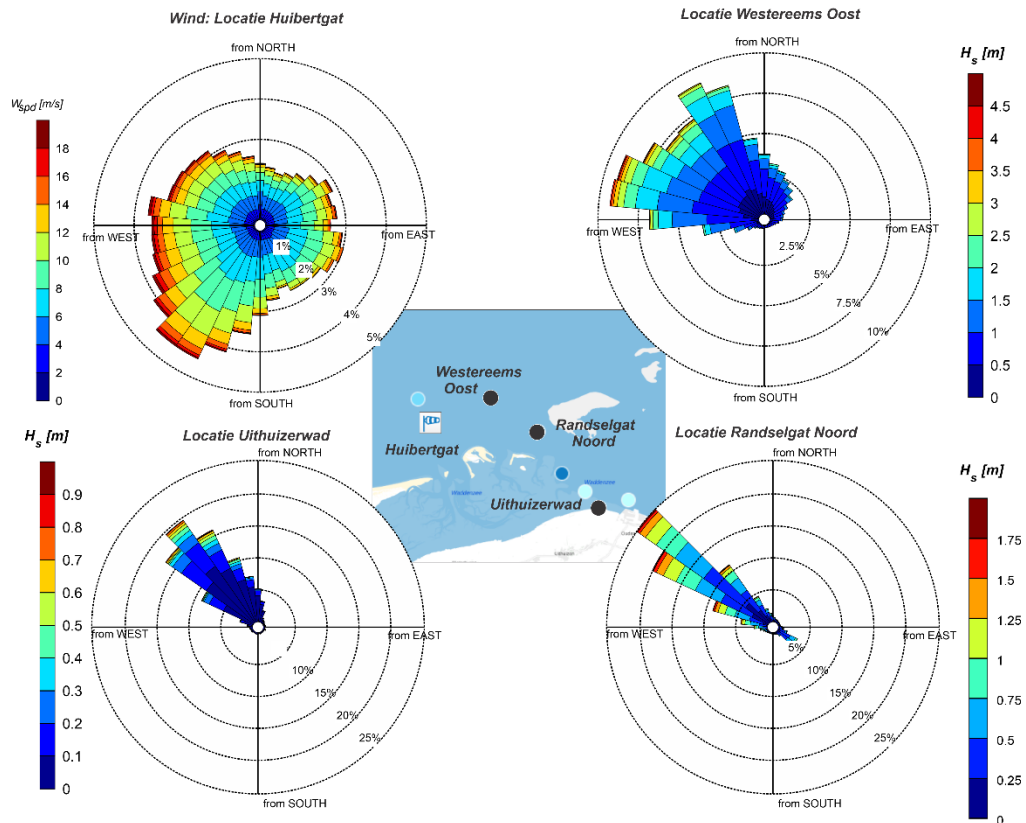 Wind: Locatie Huibertgat
from NORTH
W_spd [m/s]
18
16
14
12
10
8
6
4
2
0
from WEST
from EAST
1%
2%
3%
4%
5%
from SOUTH
Locatie Westereems Oost
from NORTH
H_s [m]
4.5
4
3.5
3
2.5
2
1.5
1
0.5
0
from WEST
from EAST
2.5%
5%
7.5%
10%
from SOUTH
Westereems
Oost
Randselgat
Noord
Huibertgat
Uithuizerwad
Waddenzee
Waddenzee
Locatie Uithuizerwad
from NORTH
H_s [m]
0.9
0.8
0.7
0.6
0.5
0.4
0.3
0.2
0.1
0
from WEST
from EAST
10%
15%
20%
25%
from SOUTH
Locatie Randselgat Noord
from NORTH
H_s [m]
1.75
1.5
1.25
1
0.75
0.5
0.25
0
from WEST
from EAST
5%
10%
15%
20%
25%
from SOUTH